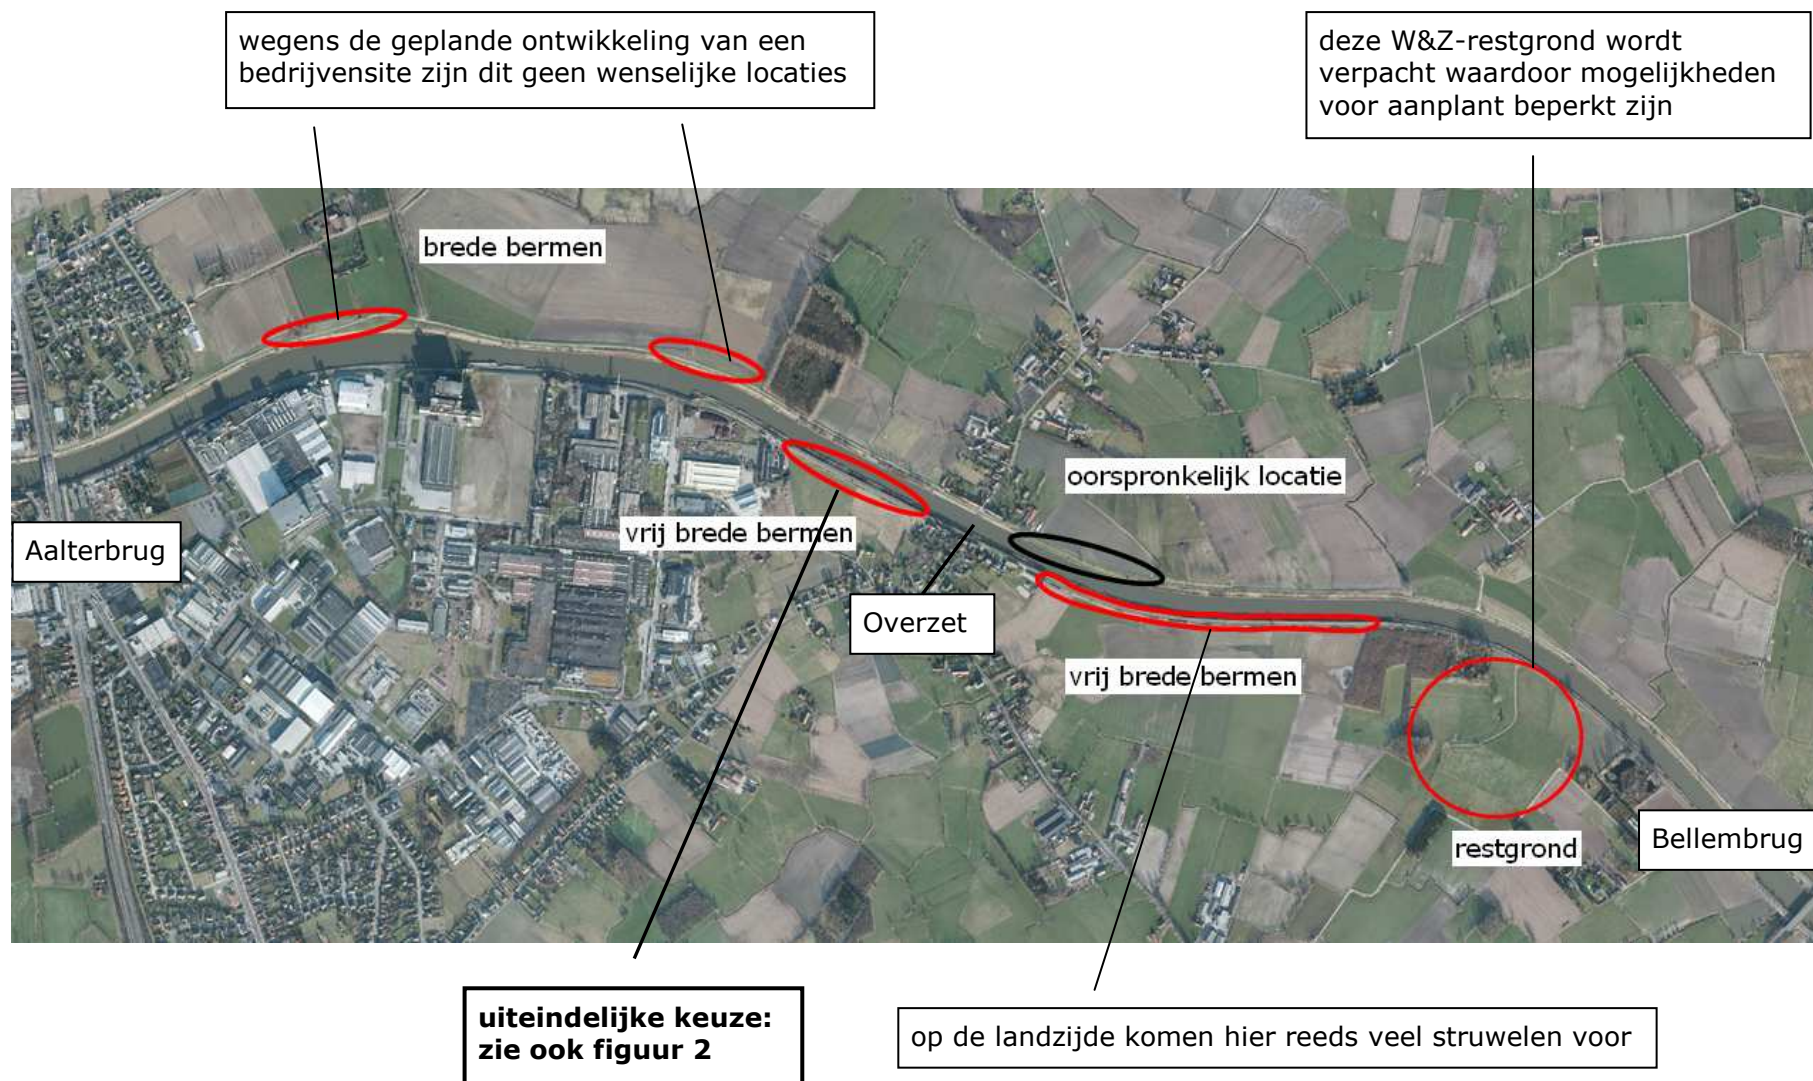 wegens de geplande ontwikkeling van een
bedrijvensite zijn dit geen wenselijke locaties
deze W&Z-restgrond wordt
verpacht waardoor mogelijkheden
voor aanplant beperkt zijn
brede bermen
oorspronkelijk locatie
vrij brede bermen
Aalterbrug
Overzet
vrij brede bermen
restgrond
Bellembrug
uiteindelijke keuze:
zie ook figuur 2
op de landzijde komen hier reeds veel struwelen voor